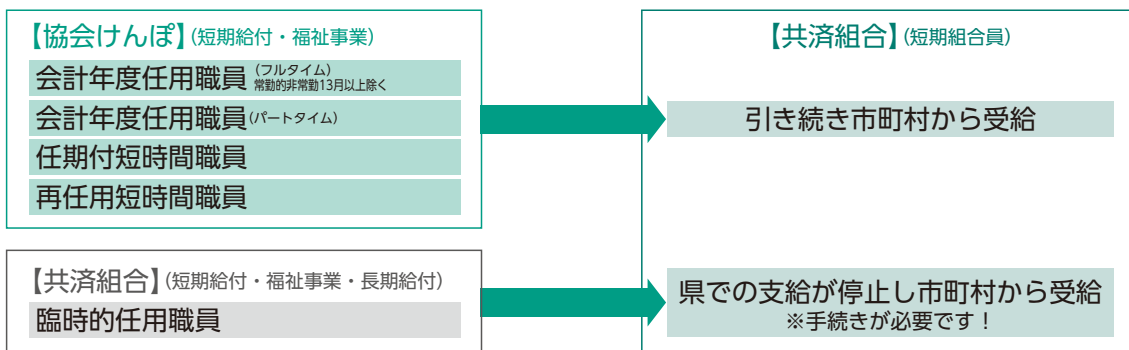 【協会けんぽ】(短期給付・福祉事業)
会計年度任用職員(フルタイム)
常勤的非常勤13月以上除く
会計年度任用職員(パートタイム)
任期付短時間職員
再任用短時間職員
【共済組合】(短期給付・福祉事業・長期給付)
臨時的任用職員
【共済組合】(短期組合員)
引き続き市町村から受給
県での支給が停止し市町村から受給
※手続きが必要です！